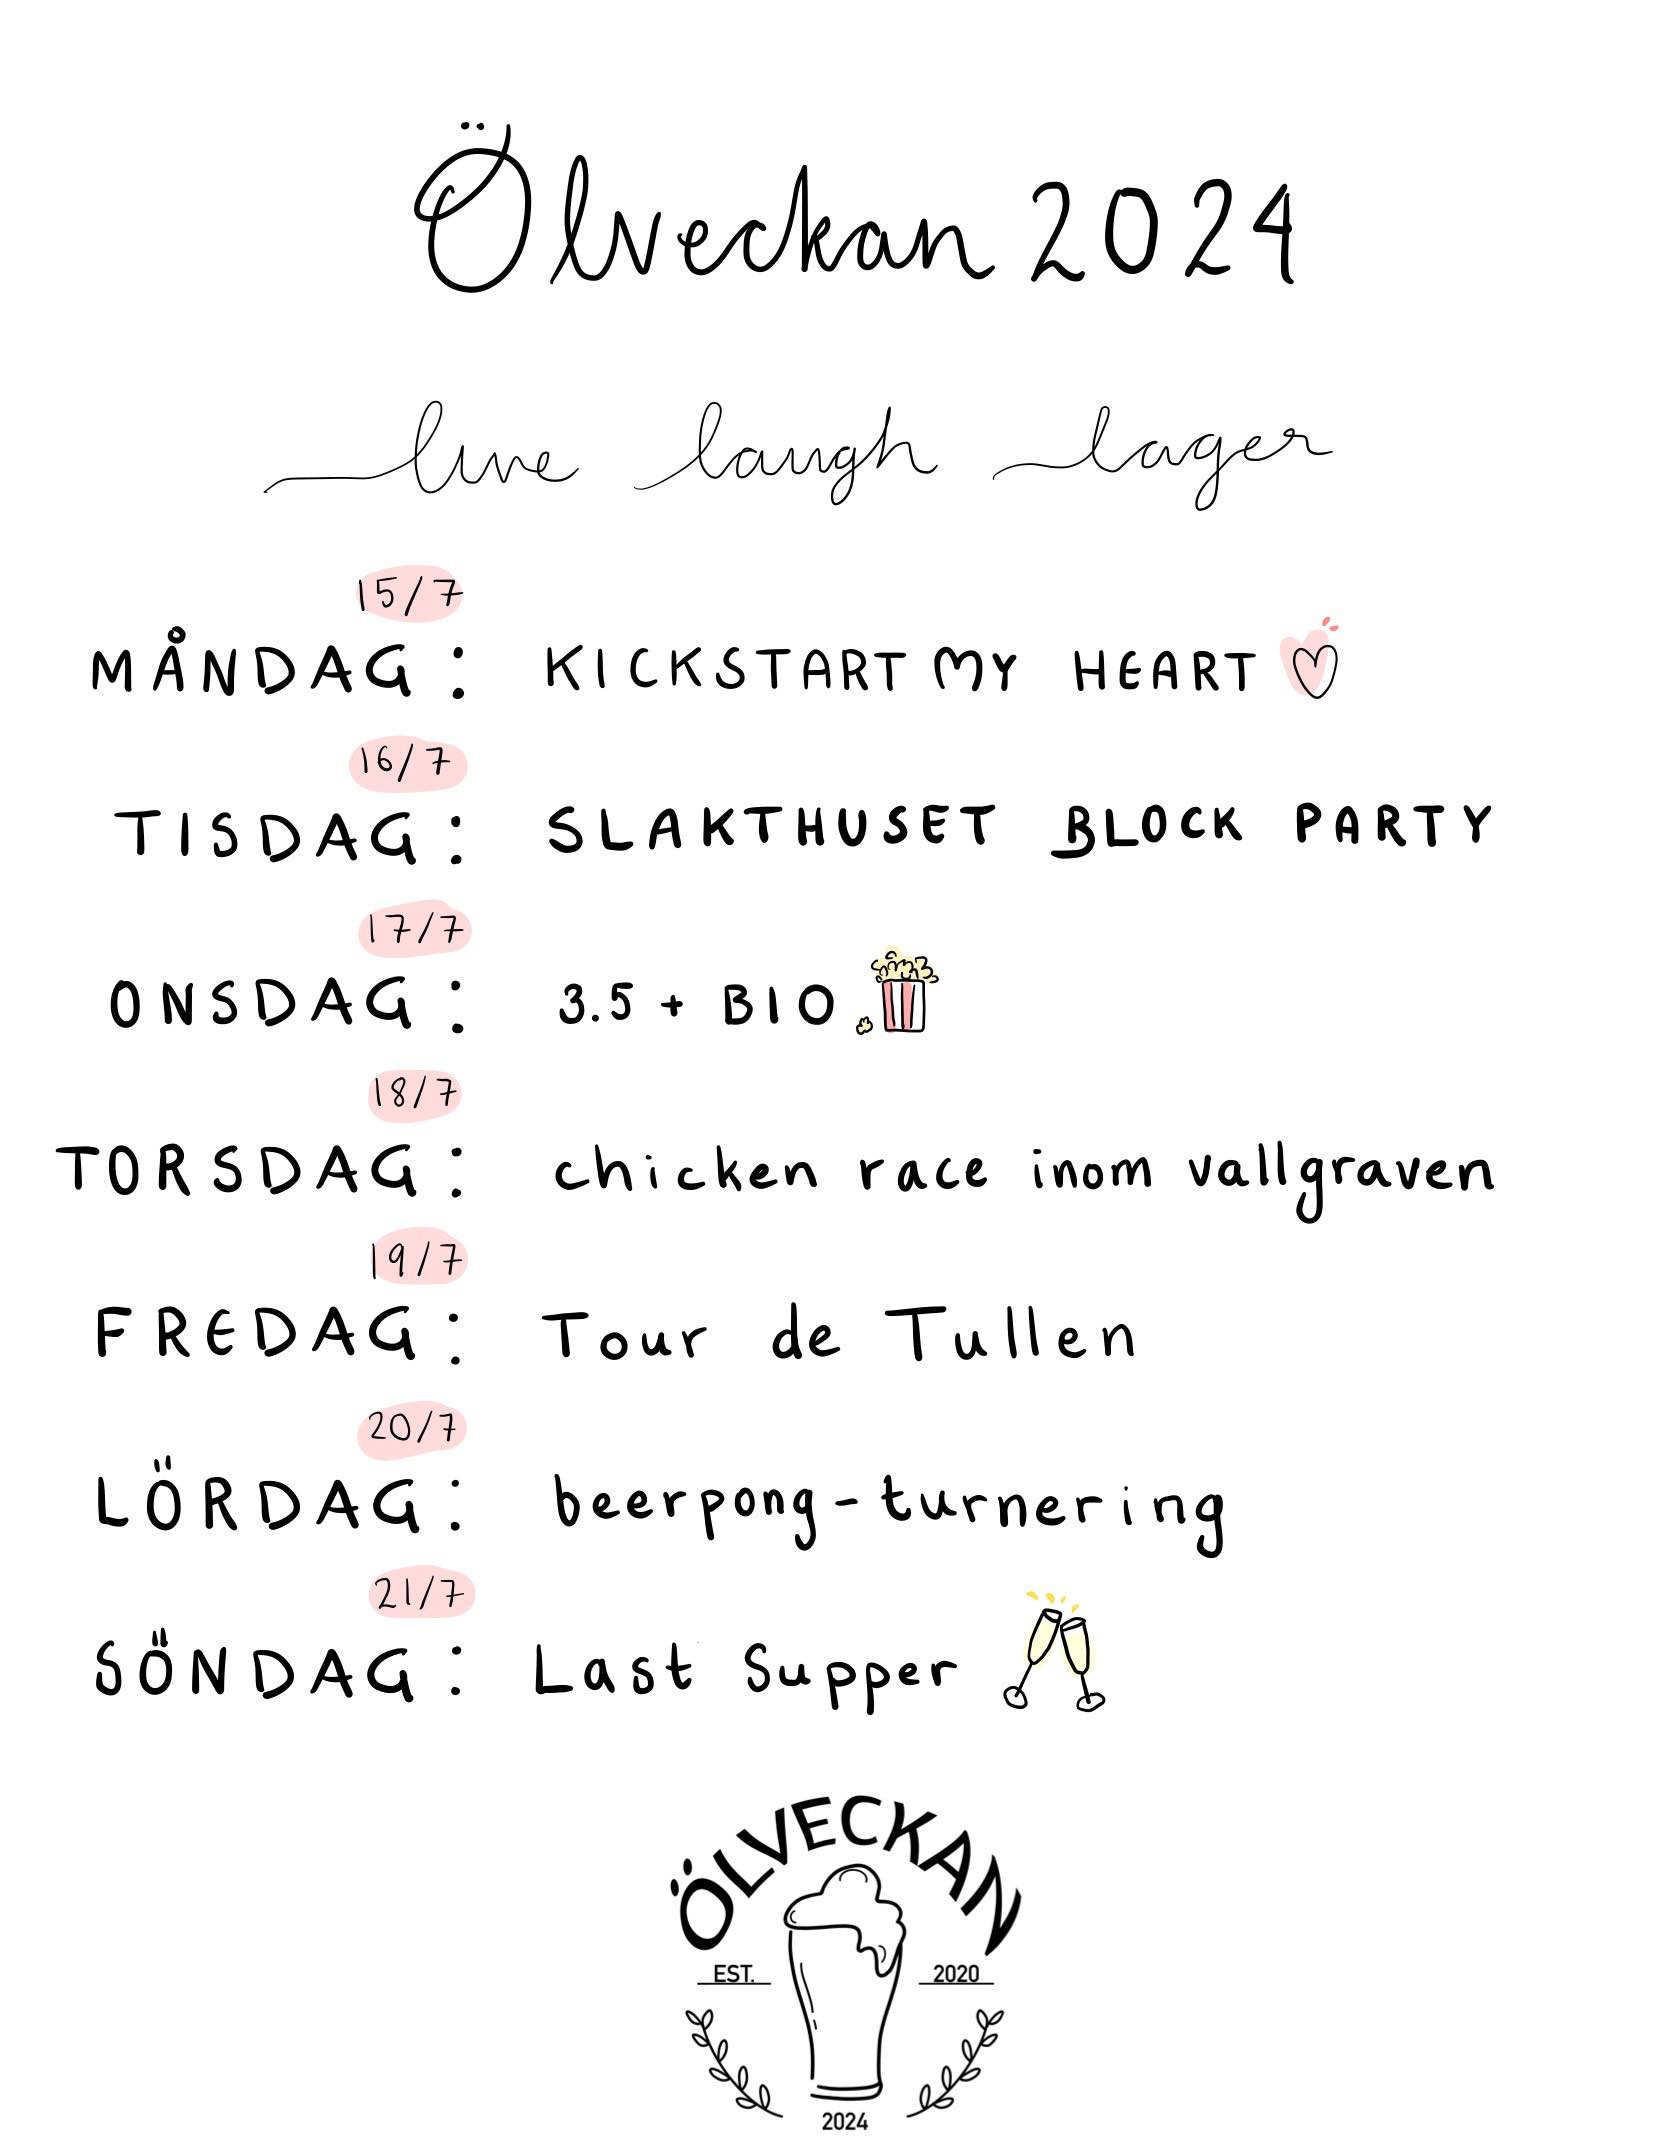 Ölveckan 2024
live laugh lager
15/7
MÅNDAG: KICKSTART MY HEART
16/7
TISDAG: SLAKTHUSET BLOCK PARTY
17/7
ONSDAG: 3.5 + BIO
18/7
TORSDAG: chicken race inom vallgraven
19/7
FREDAG: Tour de Tullen
20/7
LÖRDAG: beerpong-turnering
21/7
SÖNDAG: Last Supper
ÖLVECKAN
EST. 2020
2024